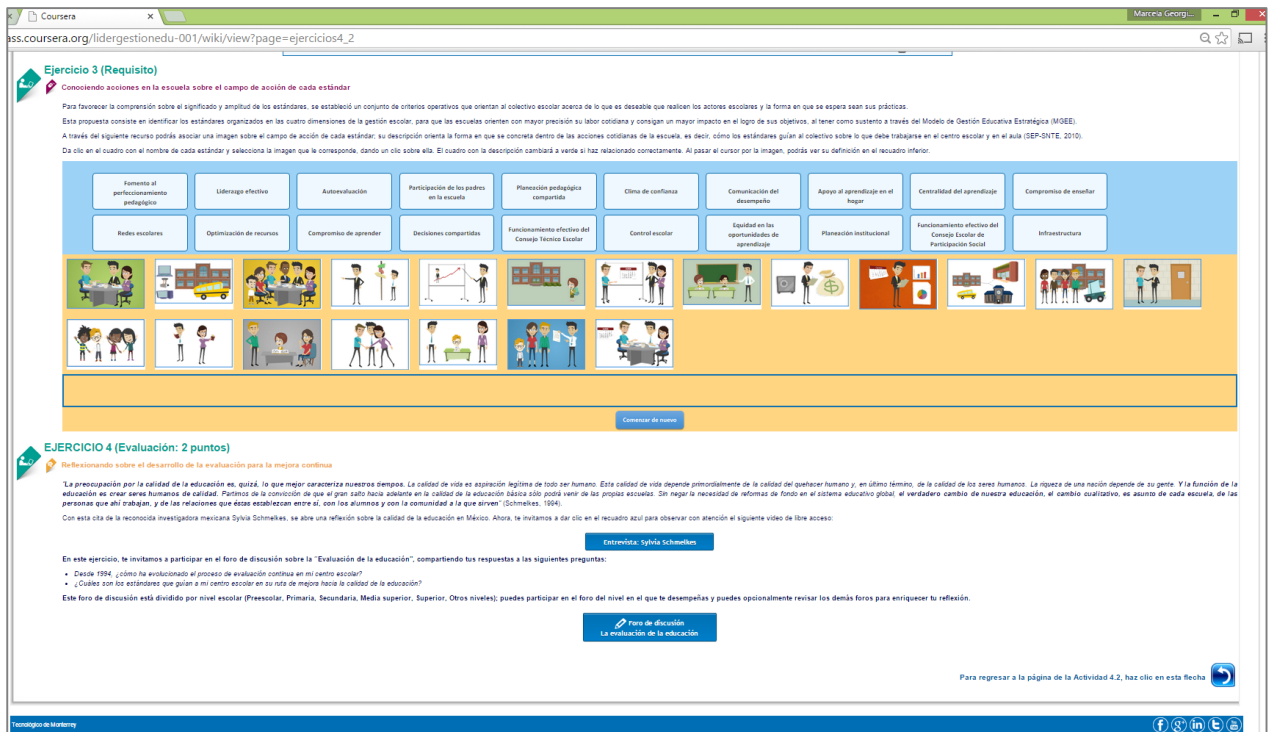 Coursera
Marcela Georgi...
ass.coursera.org/lidergestionedu-001/wiki/view?page=ejercicios4_2
Ejercicio 3 (Requisito)
Conociendo acciones en la escuela sobre el campo de acción de cada estándar
Para favorecer la comprensión sobre el significado y amplitud de los estándares, se estableció un conjunto de criterios operativos que orientan al colectivo escolar acerca de lo que es deseable que realicen los actores escolares y la forma en que se espera sean sus prácticas.
Esta propuesta consiste en identificar los estándares organizados en las cuatro dimensiones de la gestión escolar, para que las escuelas orienten con mayor precisión su labor cotidiana y consigan un mayor impacto en el logro de sus objetivos, al tener como sustento a través del Modelo de Gestión Educativa Estratégica (MGEE).
A través del siguiente recurso podrás asociar una imagen sobre el campo de acción de cada estándar; su descripción orienta la forma en que se concreta dentro de las acciones cotidianas de la escuela, es decir, cómo los estándares guían al colectivo sobre lo que debe trabajarse en el centro escolar y en el aula (SEP-SNTE, 2010).
Da clic en el cuadro con el nombre de cada estándar y selecciona la imagen que le corresponde, dando un clic sobre ella. El cuadro con la descripción cambiará a verde si haz relacionado correctamente. Al pasar el cursor por la imagen, podrás ver su definición en el recuadro inferior.
Fomento al
perfeccionamiento
pedagógico
Liderazgo efectivo
Autoevaluación
Participación de los padres
en la escuela
Planeación pedagógica
compartida
Clima de confianza
Comunicación del
desempeño
Apoyo al aprendizaje en el
hogar
Centralidad del aprendizaje
Compromiso de enseñar
Redes escolares
Optimización de recursos
Compromiso de aprender
Decisiones compartidas
Funcionamiento efectivo del
Consejo Técnico Escolar
Control escolar
Equidad en las
oportunidades de
aprendizaje
Planeación institucional
Funcionamiento efectivo del
Consejo Escolar de
Participación Social
Infraestructura
Comenzar de nuevo
EJERCICIO 4 (Evaluación: 2 puntos)
Reflexionando sobre el desarrollo de la evaluación para la mejora continua
"La preocupación por la calidad de la educación es, quizá, lo que mejor caracteriza nuestros tiempos. La calidad de vida es aspiración legítima de todo ser humano. Esta calidad de vida depende primordialmente de la calidad del quehacer humano y, en último término, de la calidad de los seres humanos. La riqueza de una nación depende de su gente. Y la función de la
educación es crear seres humanos de calidad. Partimos de la convicción de que el gran salto hacia adelante en la calidad de la educación básica sólo podrá venir de las propias escuelas. Sin negar la necesidad de reformas de fondo en el sistema educativo global, el verdadero cambio de nuestra educación, el cambio cualitativo, es asunto de cada escuela, de las
personas que ahí trabajan, y de las relaciones que éstas establezcan entre sí, con los alumnos y con la comunidad a la que sirven" (Schmelkes, 1994).
Con esta cita de la reconocida investigadora mexicana Sylvia Schmelkes, se abre una reflexión sobre la calidad de la educación en México. Ahora, te invitamos a dar clic en el recuadro azul para observar con atención el siguiente video de libre acceso:
Entrevista: Sylvia Schmelkes
En este ejercicio, te invitamos a participar en el foro de discusión sobre la "Evaluación de la educación", compartiendo tus respuestas a las siguientes preguntas:
• Desde 1994, ¿cómo ha evolucionado el proceso de evaluación continua en mi centro escolar?
• ¿Cuáles son los estándares que guían a mi centro escolar en su ruta de mejora hacia la calidad de la educación?
Este foro de discusión está dividido por nivel escolar (Preescolar, Primaria, Secundaria, Media superior, Superior, Otros niveles); puedes participar en el foro del nivel en el que te desempeñas y puedes opcionalmente revisar los demás foros para enriquecer tu reflexión.
Foro de discusión
La evaluación de la educación
Para regresar a la página de la Actividad 4.2, haz clic en esta flecha
Tecnológico de Monterrey